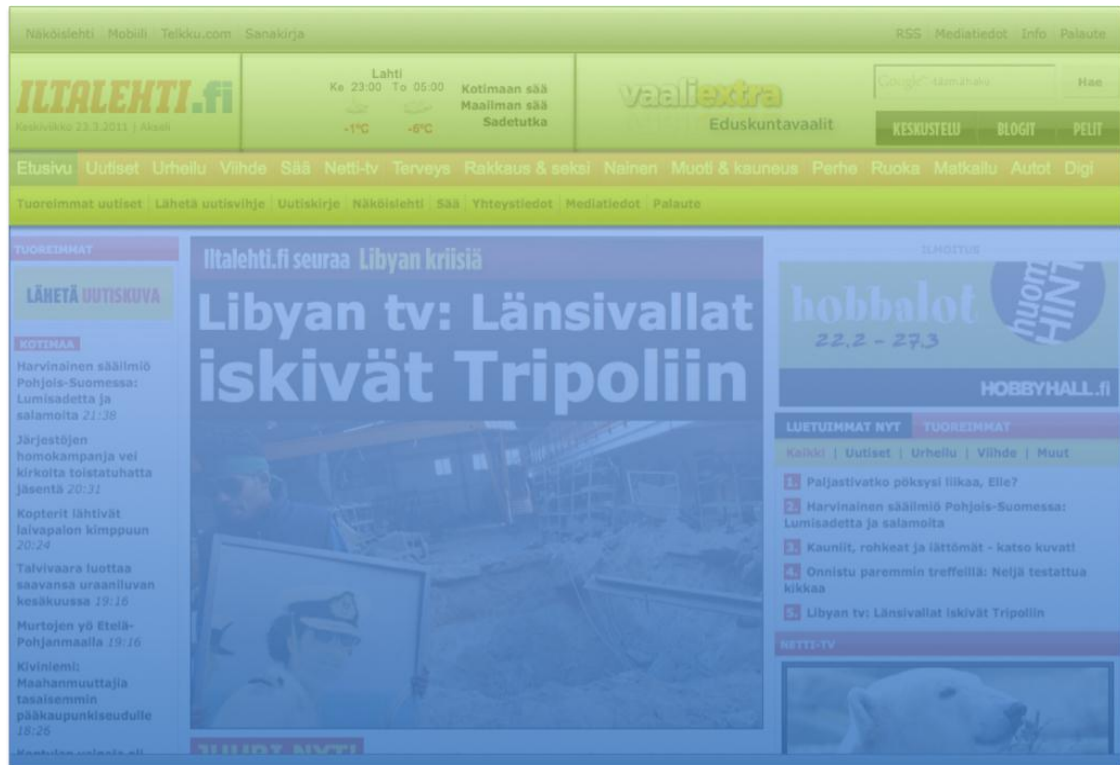 Näköislehti Mobiili Telkku.com Sanakirja
RSS Mediatiedot Info Palaute
ILTALEHTI.fi
Keskiviikko 23.3.2011 | Akseli
Lahti
Ke 23:00 To 05:00
-1°C -6°C
Kotimaan sää
Maailman sää
Sadetutka
vaaliextra
Eduskuntavaalit
Google
Hae
KESKUSTELU BLOGIT PELIT
Etusivu Uutiset Urheilu Viihde Sää Netti-tv Terveys Rakkaus & seksi Nainen Muoti & kauneus Perhe Ruoka Matkailu Autot Digi
Tuoreimmat uutiset | Lähetä uutisvihje | Uutiskirje | Näköislehti | Sää | Yhteystiedot | Mediatiedot | Palaute
TUOREIMMAT
LÄHETÄ UUTISKUVA
KOTIMAA
Harvinainen sääilmiö
Pohjois-Suomessa:
Lumisadetta ja
salamoita 21:38
Järjestöjen
homokampanja vei
kirkolta toistatuhatta
jäsentä 20:31
Kopterit lähtivät
laivapalon kimppuun
20:24
Talvivaara luottaa
saavansa uraaniluvan
kesäkuussa 19:16
Murtojen yö Etelä-
Pohjanmaalla 19:16
Kiviniemi:
Maahanmuuttajia
tasaisemmin
pääkaupunkiseudulle
18:26
Iltalehti.fi seuraa Libyan kriisiä
Libyan tv: Länsivallat
iskivät Tripoliin
JUURI NYT!
ILMOITUS
hobbalot
22.2 - 27.3
HOBBYHALL.fi
LUETUIMMAT NYT TUOREIMMAT
Kaikki | Uutiset | Urheilu | Viihde | Muut
1. Paljastivatko pöksysi liikaa, Elle?
2. Harvinainen sääilmiö Pohjois-Suomessa:
Lumisadetta ja salamoita
3. Kauniit, rohkeat ja iättömät - katso kuvat!
4. Onnistu paremmin treffeillä: Neljä testattua
kikkaa
5. Libyan tv: Länsivallat iskivät Tripoliin
NETTI-TV